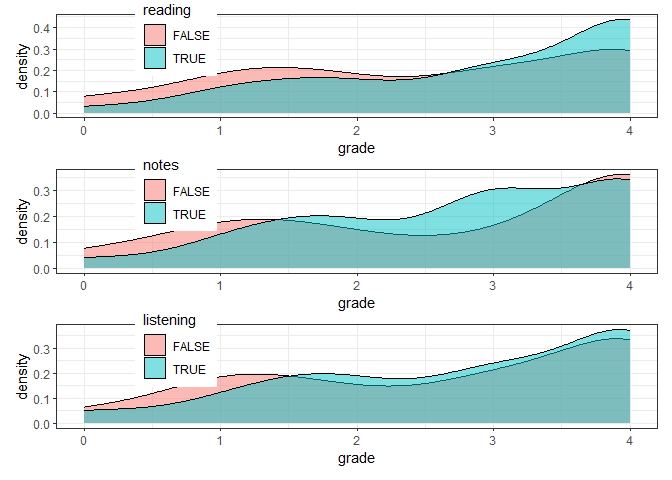 reading
FALSE
TRUE
density
0.4
0.3
0.2
0.1
0.0
0 1 2 3 4
grade
notes
FALSE
TRUE
density
0.3
0.2
0.1
0.0
0 1 2 3 4
grade
listening
FALSE
TRUE
density
0.3
0.2
0.1
0.0
0 1 2 3 4
grade